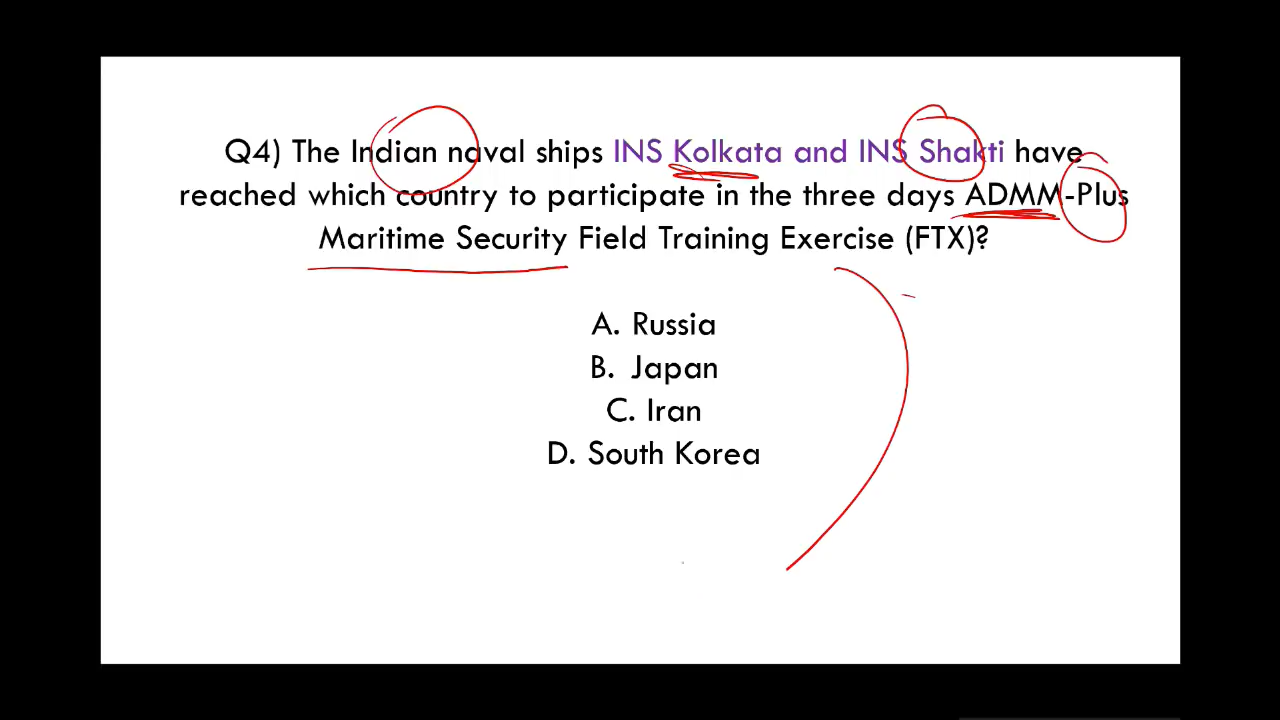 Q4) The Indian naval ships INS Kolkata and INS Shakti have
reached which country to participate in the three days ADMM-Plus
Maritime Security Field Training Exercise (FTX)?
A. Russia
B. Japan
C. Iran
D. South Korea